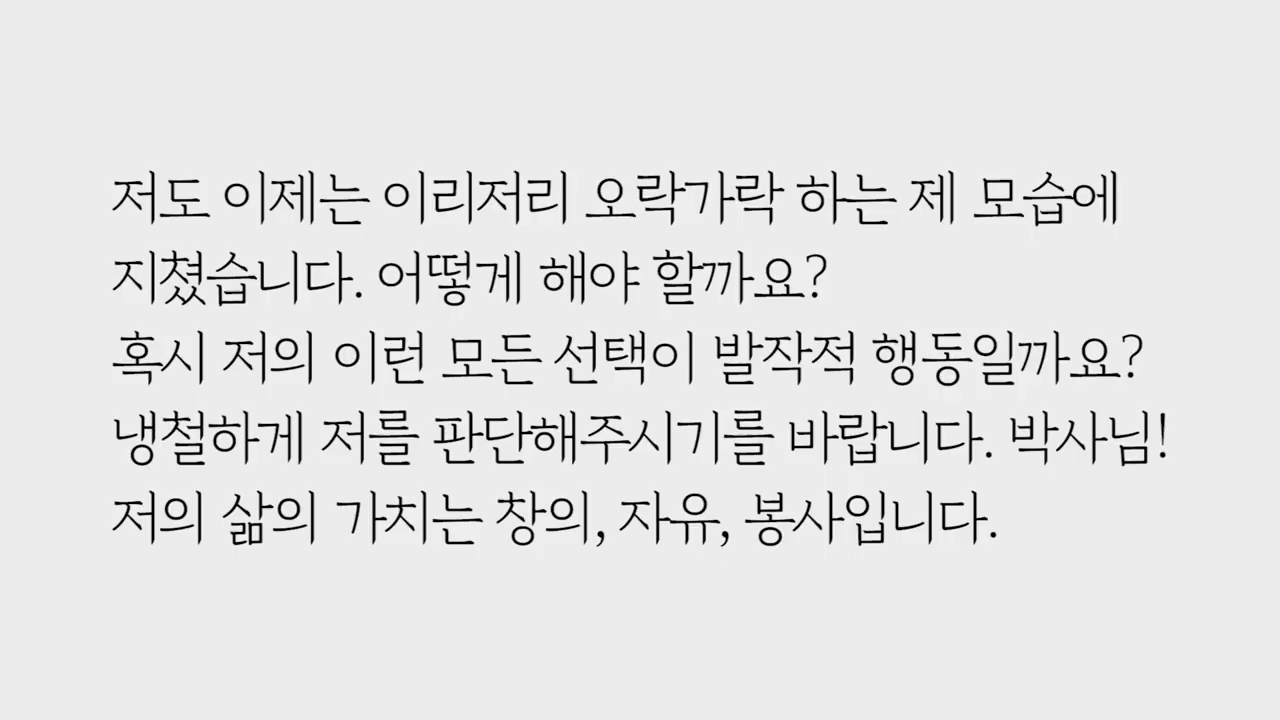 저도 이제는 이리저리 오락가락 하는 제 모습에
지쳤습니다. 어떻게 해야 할까요?
혹시 저의 이런 모든 선택이 발작적 행동일까요?
냉철하게 저를 판단해주시기를 바랍니다. 박사님!
저의 삶의 가치는 창의, 자유, 봉사입니다.